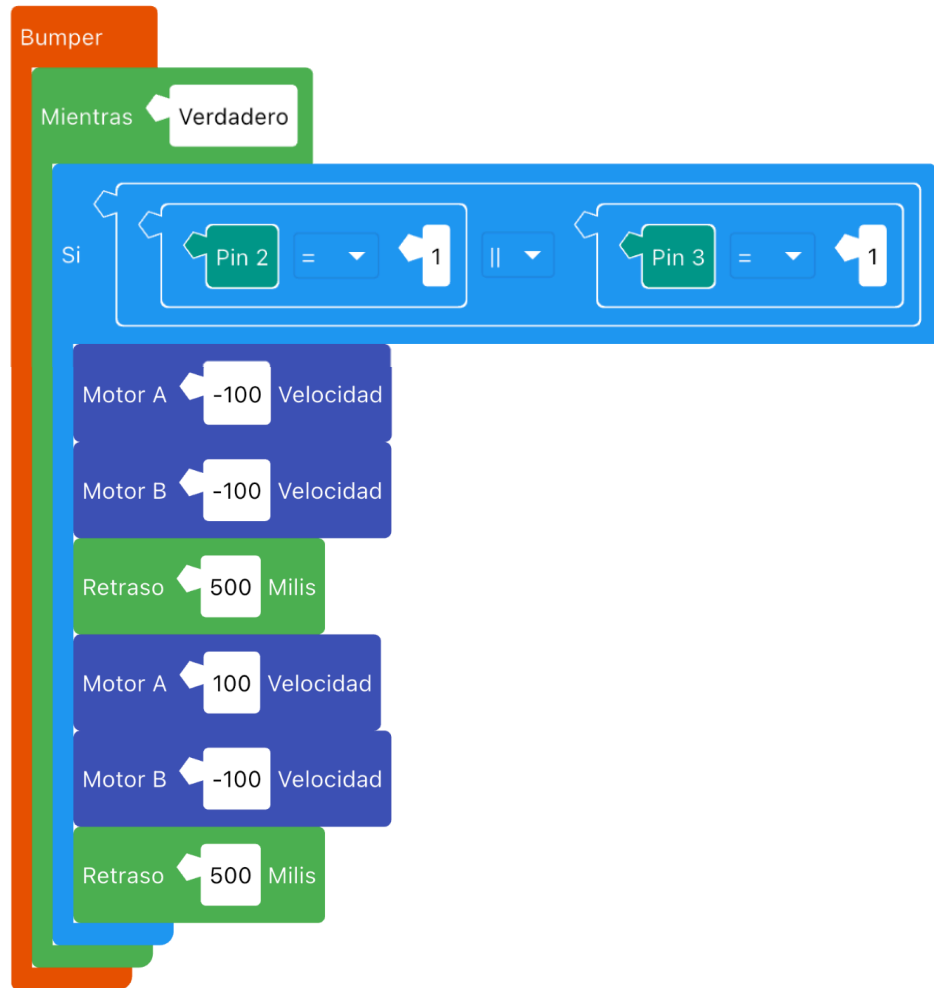 Bumper
Mientras Verdadero
Si Pin 2 = 1 || Pin 3 = 1
Motor A -100 Velocidad
Motor B -100 Velocidad
Retraso 500 Milis
Motor A 100 Velocidad
Motor B -100 Velocidad
Retraso 500 Milis